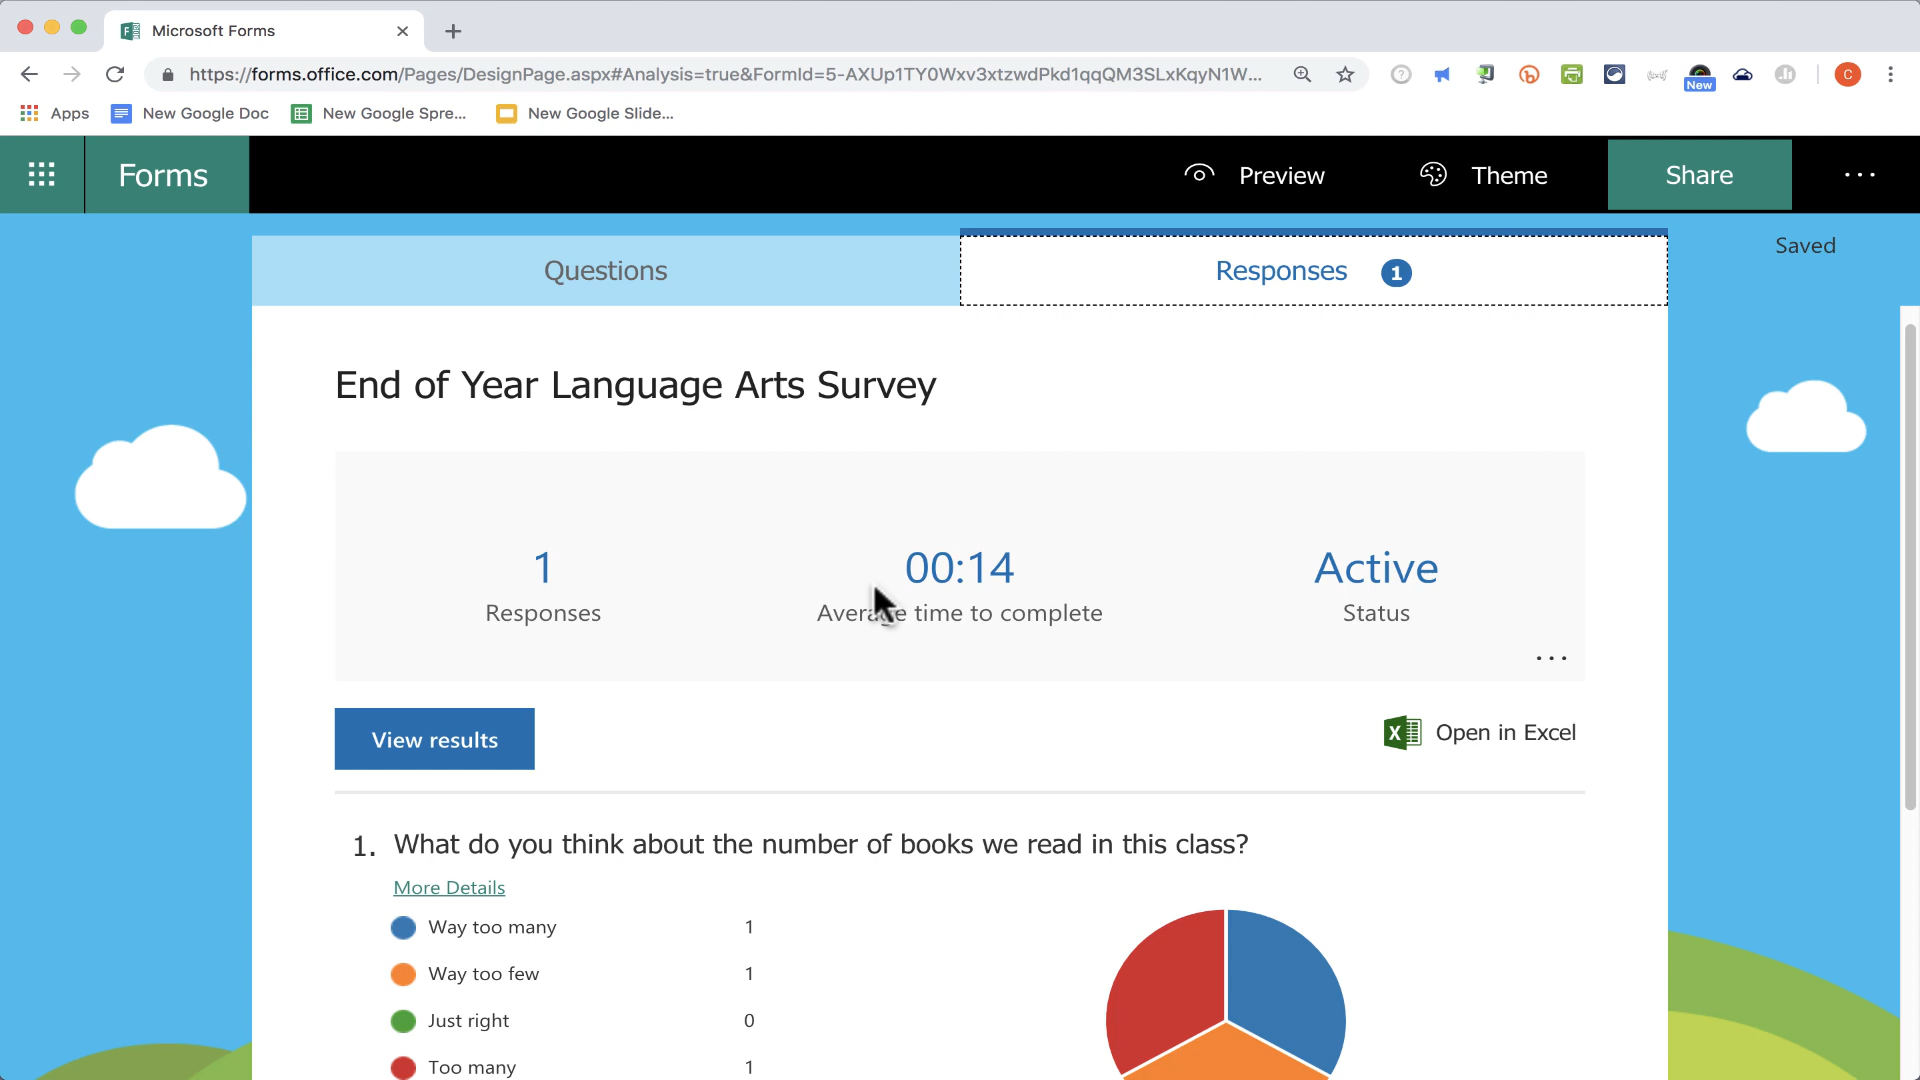 Microsoft Forms
https://forms.office.com/Pages/DesignPage.aspx#Analysis=true&FormId=5-AXUp1TY0Wxv3xtzwdPkd1qqQM3SLxKqyN1W...
New
C
Apps
New Google Doc
New Google Spre...
New Google Slide...
Forms
Preview
Theme
Share
...
Questions
Responses 1
Saved
End of Year Language Arts Survey
1
Responses
00:14
Average time to complete
Active
Status
...
View results
Open in Excel
1. What do you think about the number of books we read in this class?
More Details
Way too many 1
Way too few 1
Just right 0
Too many 1